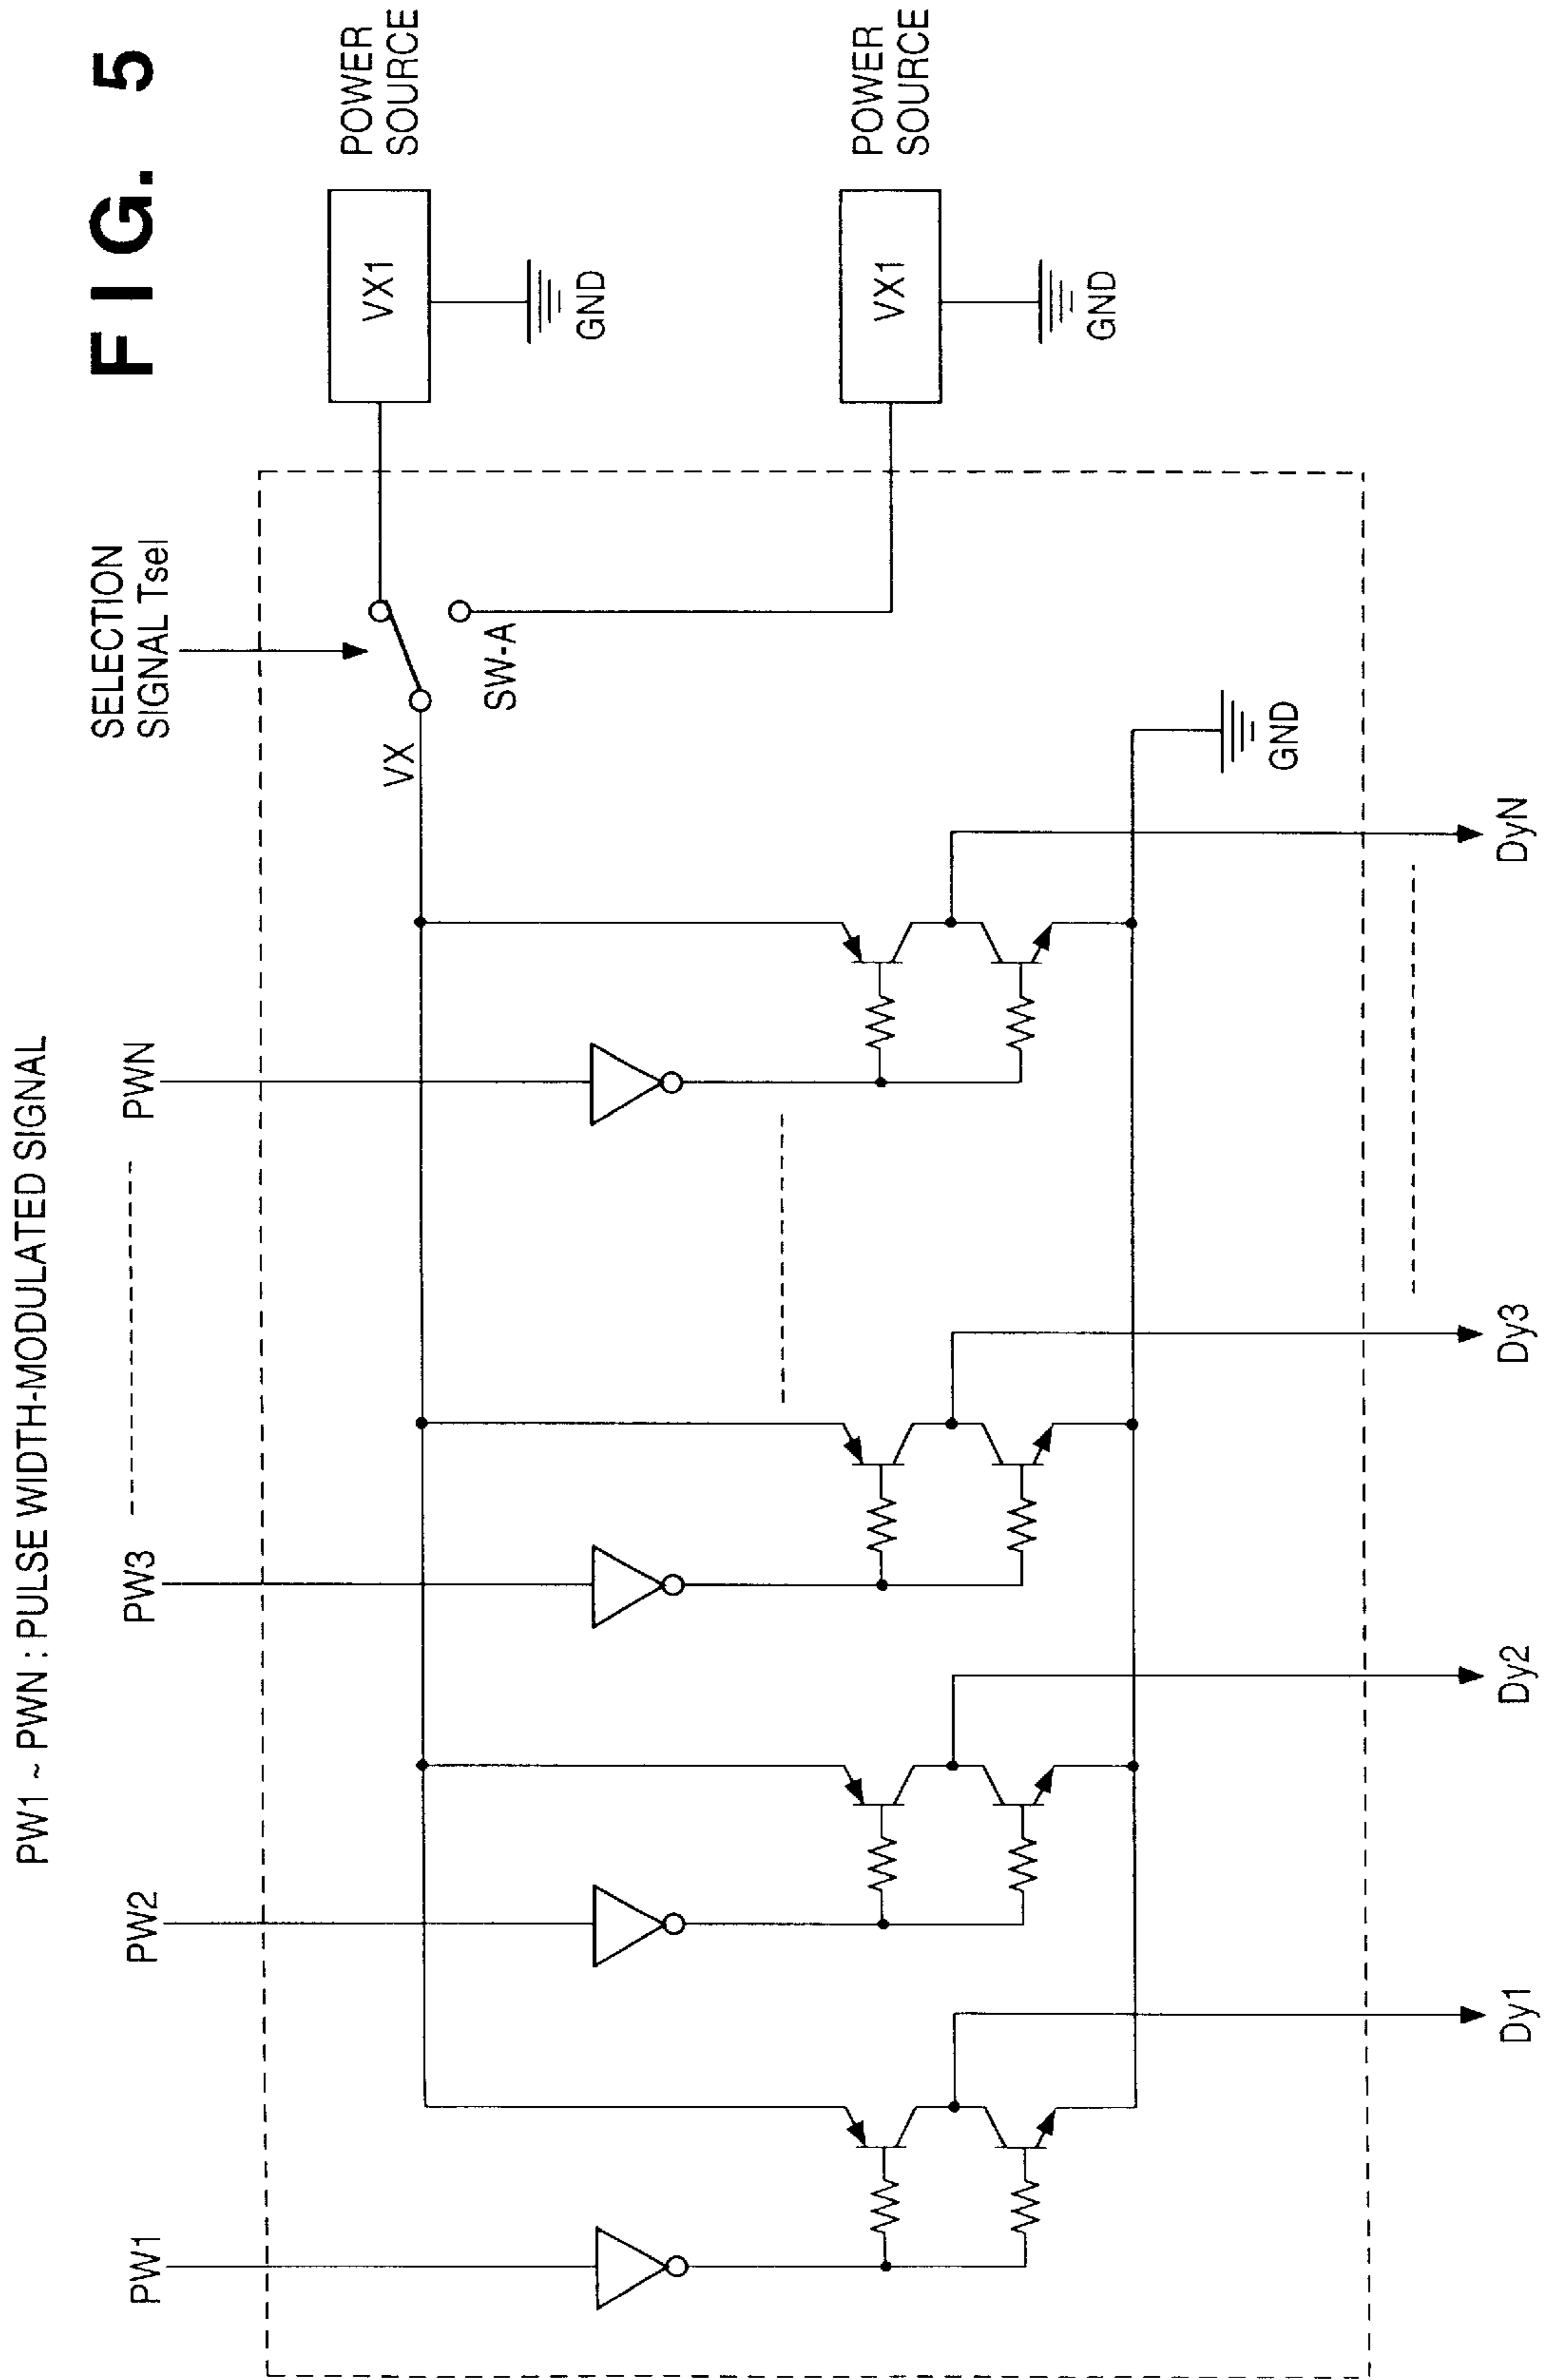 FIG. 5
PW1 ~ PWN : PULSE WIDTH-MODULATED SIGNAL
PW1
PW2
PW3
PWN
SELECTION
SIGNAL Tsel
VX
SW-A
VX1
POWER
SOURCE
GND
VX1
POWER
SOURCE
GND
GND
Dy1
Dy2
Dy3
DyN